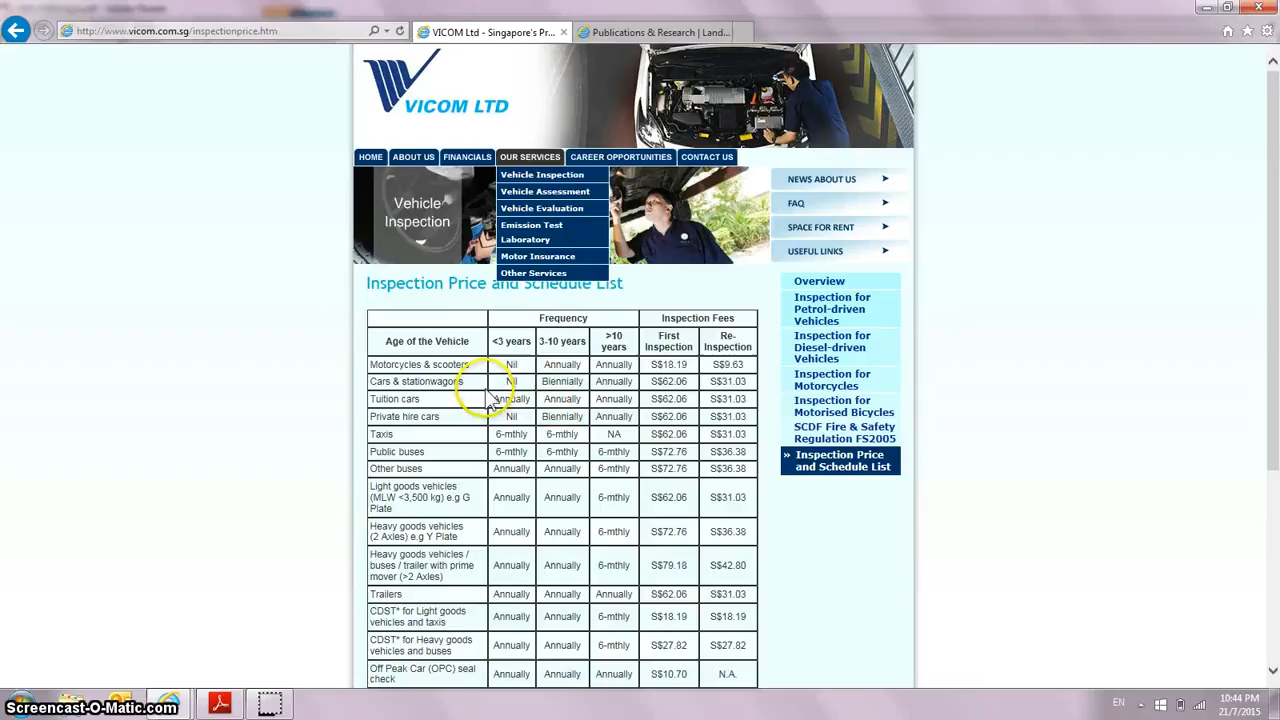 http://www.vicom.com.sg/inspectionprice.htm
VICOM Ltd - Singapore's Pr...
Publications & Research | Land...
VICOM LTD
HOME ABOUT US FINANCIALS OUR SERVICES CAREER OPPORTUNITIES CONTACT US
Vehicle Inspection
Vehicle Assessment
Vehicle Evaluation
Emission Test
Laboratory
Motor Insurance
Other Services
Vehicle
Inspection
NEWS ABOUT US
FAQ
SPACE FOR RENT
USEFUL LINKS
Inspection Price and Schedule List
Frequency Inspection Fees
Age of the Vehicle <3 years 3-10 years >10 years First Inspection Re-Inspection
Motorcycles & scooters Nil Annually Annually S$18.19 S$9.63
Cars & stationwagons Nil Biennially Annually S$62.06 S$31.03
Tuition cars Annually Annually Annually S$62.06 S$31.03
Private hire cars Nil Biennially Annually S$62.06 S$31.03
Taxis 6-mthly 6-mthly NA S$62.06 S$31.03
Public buses 6-mthly 6-mthly 6-mthly S$72.76 S$36.38
Other buses Annually Annually 6-mthly S$72.76 S$36.38
Light goods vehicles
(MLW <3,500 kg) e.g G
Plate Annually Annually 6-mthly S$62.06 S$31.03
Heavy goods vehicles
(2 Axles) e.g Y Plate Annually Annually 6-mthly S$72.76 S$36.38
Heavy goods vehicles /
buses / trailer with prime
mover (>2 Axles) Annually Annually 6-mthly S$79.18 S$42.80
Trailers Annually Annually Annually S$62.06 S$31.03
CDST* for Light goods
vehicles and taxis Annually Annually 6-mthly S$18.19 S$18.19
CDST* for Heavy goods
vehicles and buses Annually Annually 6-mthly S$27.82 S$27.82
Off Peak Car (OPC) seal
check Annually Annually Annually S$10.70 N.A.
Overview
Inspection for
Petrol-driven
Vehicles
Inspection for
Diesel-driven
Vehicles
Inspection for
Motorcycles
Inspection for
Motorised Bicycles
SCDF Fire & Safety
Regulation FS2005
» Inspection Price
and Schedule List
Screencast-O-Matic.com
EN
10:44 PM
21/7/2015